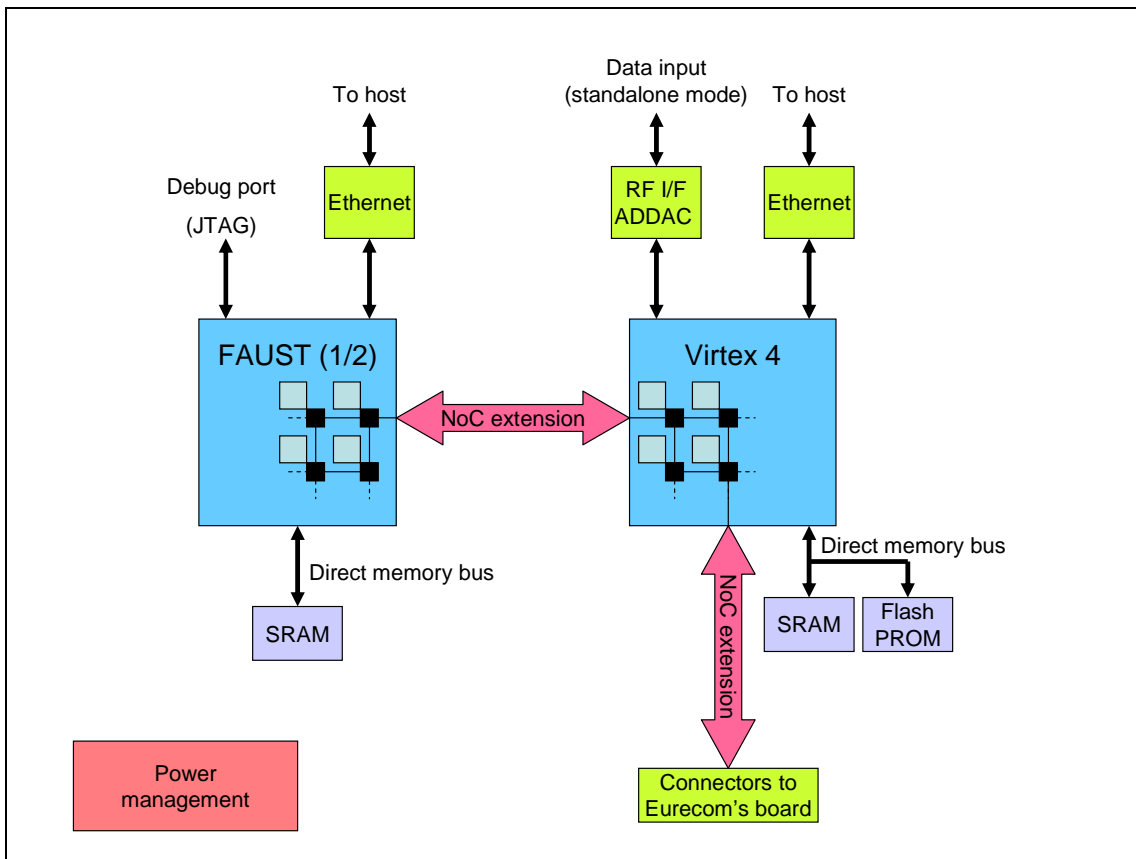 Data input
(standalone mode)
To host
To host
Debug port
(JTAG)
Ethernet
RF I/F
ADDAC
Ethernet
FAUST (1/2)
Virtex 4
NoC extension
Direct memory bus
SRAM
Direct memory bus
SRAM
Flash
PROM
NoC extension
Power
management
Connectors to
Eurecom's board